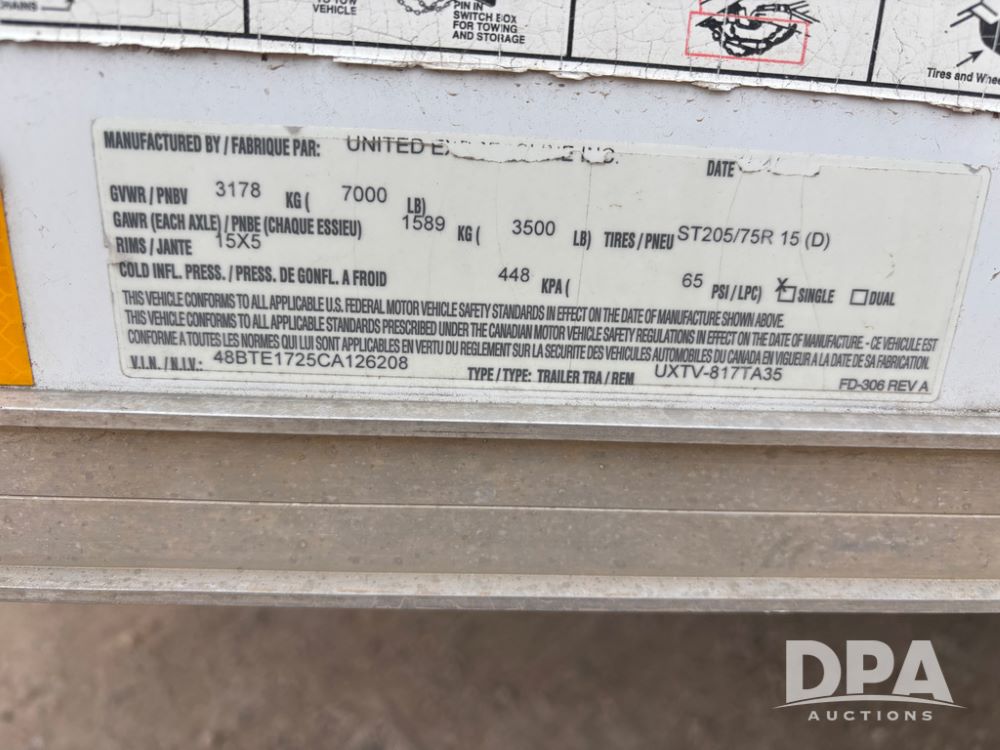 VEHICLE
PIN IN
SWITCH BOX
FOR TOWING
AND STORAGE
Tires and
MANUFACTURED BY / FABRIQUE PAR: UNITED INC.
DATE
GVWR / PNBV 3178 KG ( 7000 LB)
GAWR (EACH AXLE) / PNBE (CHAQUE ESSIEU) 1589 KG ( 3500 LB) TIRES / PNEU ST205/75R 15 (D)
RIMS / JANTE 15X5
COLD INFL. PRESS. / PRESS. DE GONFL. A FROID 448 KPA ( 65 PSI / LPC) X SINGLE DUAL
THIS VEHICLE CONFORMS TO ALL APPLICABLE U.S. FEDERAL MOTOR VEHICLE SAFETY STANDARDS IN EFFECT ON THE DATE OF MANUFACTURE SHOWN ABOVE.
THIS VEHICLE CONFORMS TO ALL APPLICABLE STANDARDS PRESCRIBED UNDER THE CANADIAN MOTOR VEHICLE SAFETY REGULATIONS IN EFFECT ON THE DATE OF MANUFACTURE - CE VEHICULE EST
CONFORME A TOUTES LES NORMES QUI LUI SONT APPLICABLES EN VERTU DU REGLEMENT SUR LA SECURITE DES VEHICULES AUTOMOBILES DU CANADA EN VIGUEUR A LA DATE DE SA FABRICATION.
V.I.N. / N.I.V.: 48BTE1725CA126208 TYPE / TYPE: TRAILER TRA / REM UXTV-817TA35
FD-306 REV A
DPA
AUCTIONS